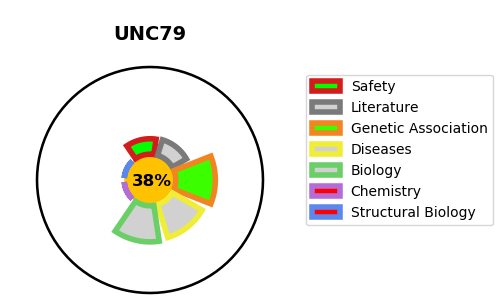 UNC79
38%
Safety
Literature
Genetic Association
Diseases
Biology
Chemistry
Structural Biology